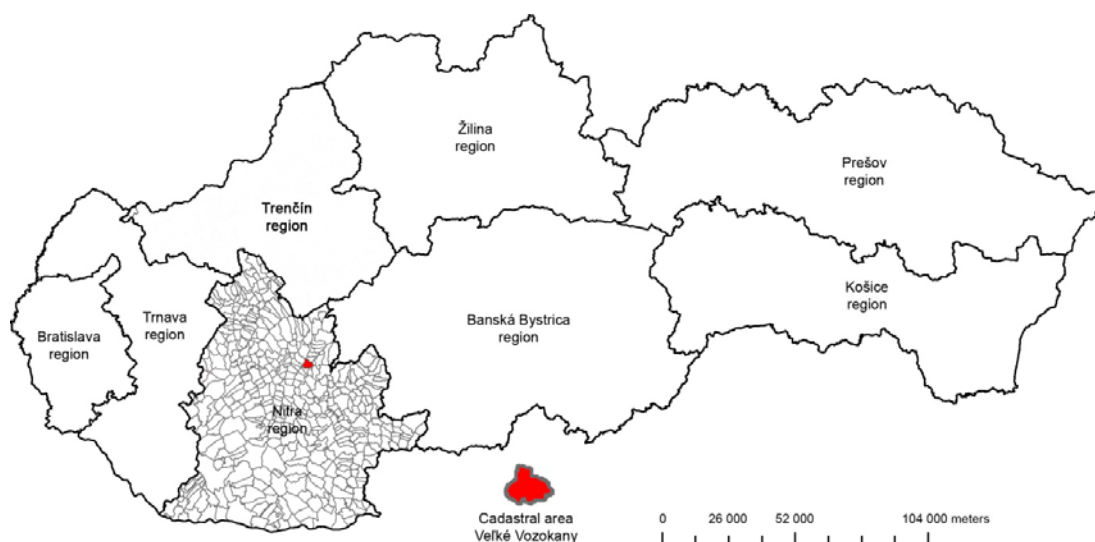 Žilina
region
Prešov
region
Trenčín
region
Košice
region
Trnava
region
Banská Bystrica
region
Bratislava
region
Nitra
region
Cadastral area
Veľké Vozokany
0 26 000 52 000 104 000 meters